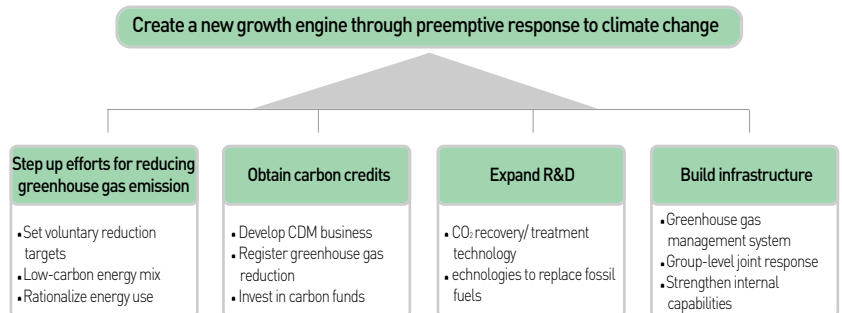 Create a new growth engine through preemptive response to climate change
Step up efforts for reducing
greenhouse gas emission
▪Set voluntary reduction
targets
▪Low-carbon energy mix
▪Rationalize energy use
Obtain carbon credits
▪Develop CDM business
▪Register greenhouse gas
reduction
▪Invest in carbon funds
Expand R&D
▪CO₂ recovery/ treatment
technology
▪echnologies to replace fossil
fuels
Build infrastructure
▪Greenhouse gas
management system
▪Group-level joint response
▪Strengthen internal
capabilities